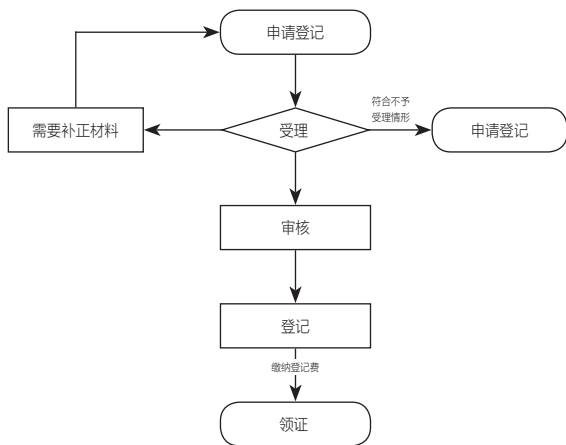 申请登记
符合不予
受理情形
需要补正材料
受理
申请登记
审核
登记
缴纳登记费
领证